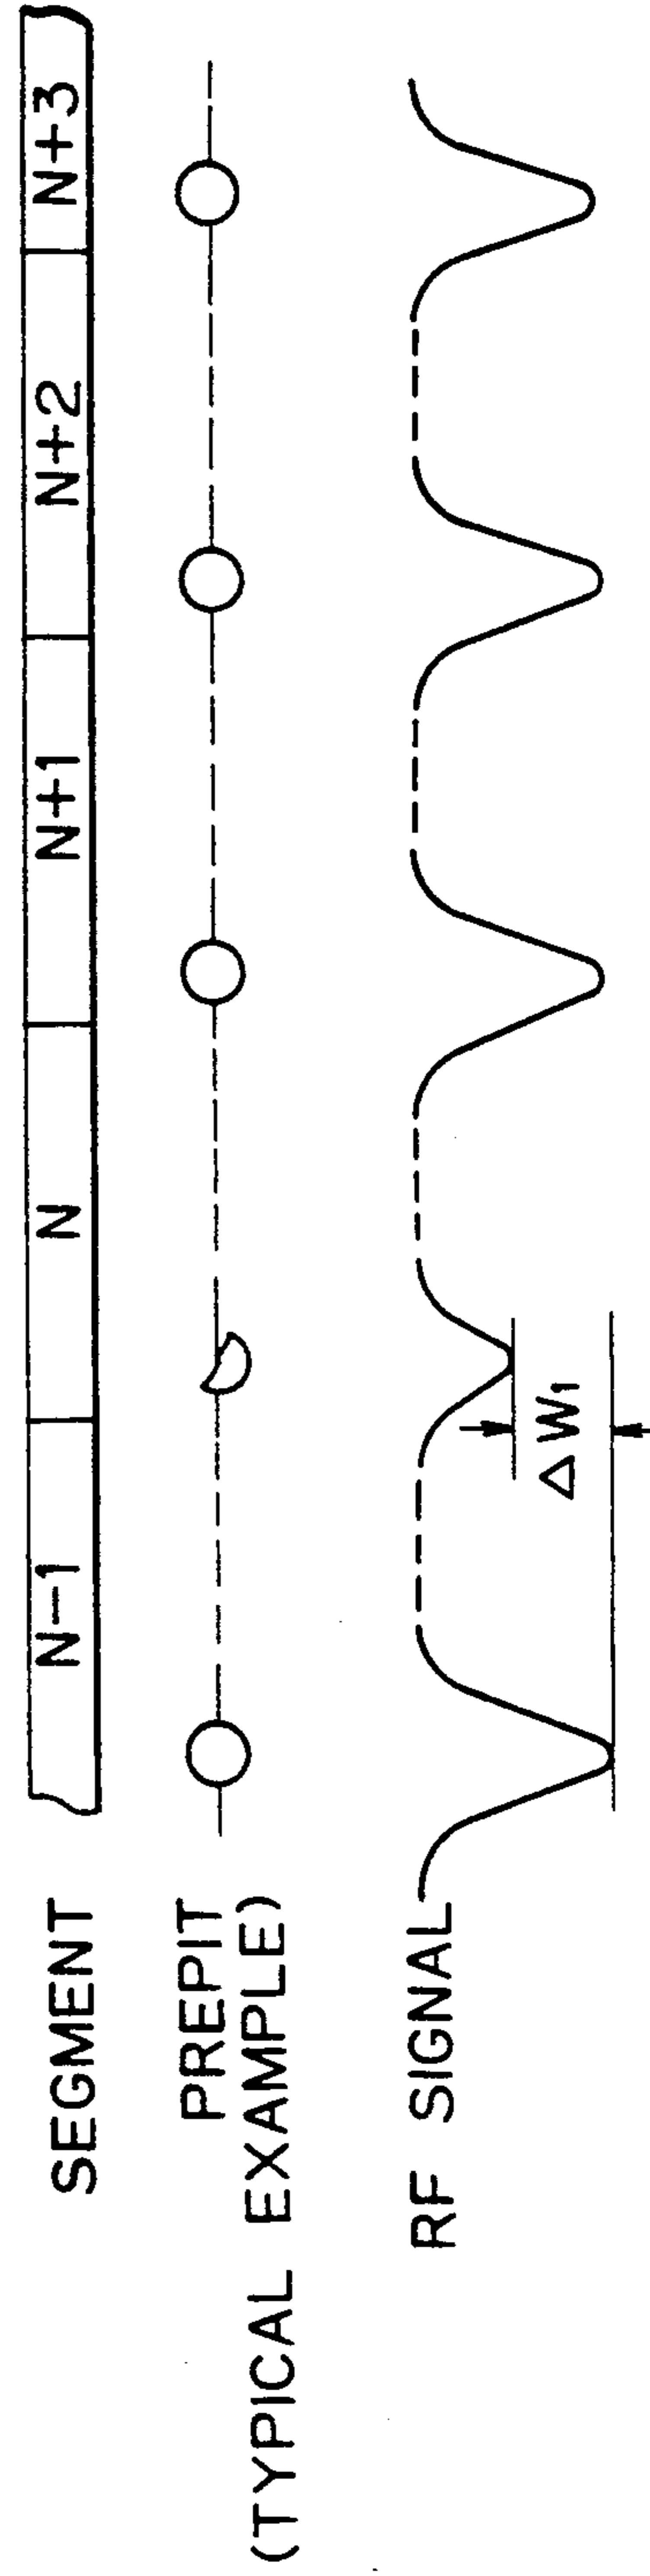 SEGMENT
N-1 N N+1 N+2 N+3
PREPIT
(TYPICAL EXAMPLE)
RF SIGNAL
ΔW1